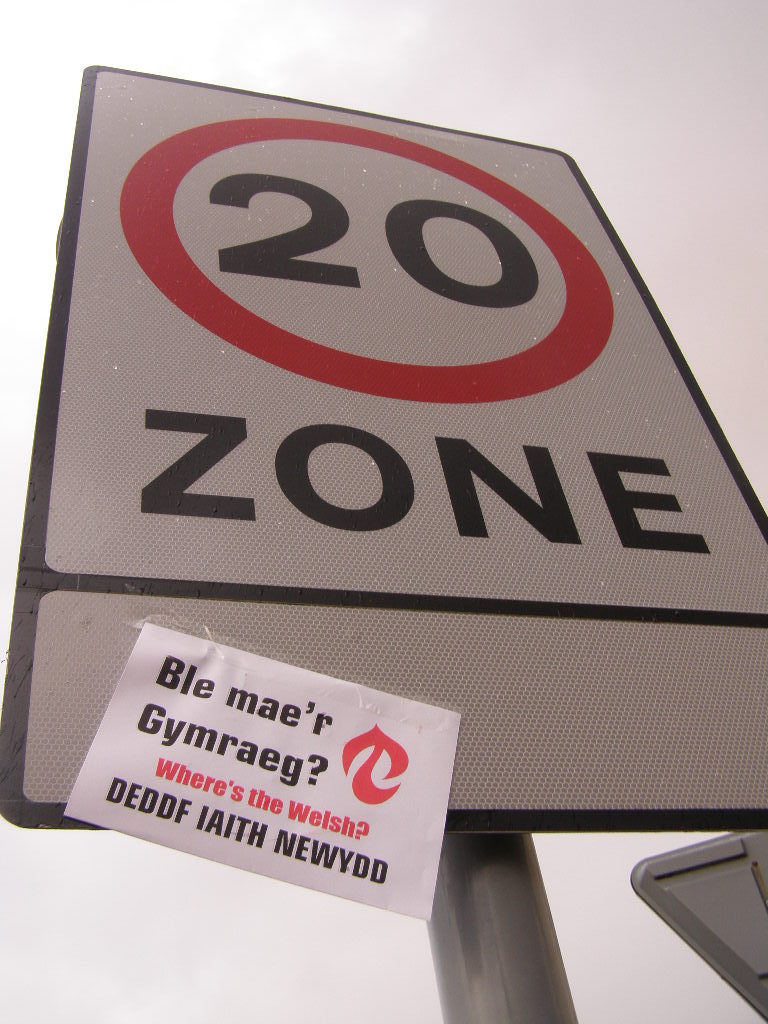 20
ZONE
Ble mae'r
Gymraeg?
Where's the Welsh?
DEDDF IAITH NEWYDD